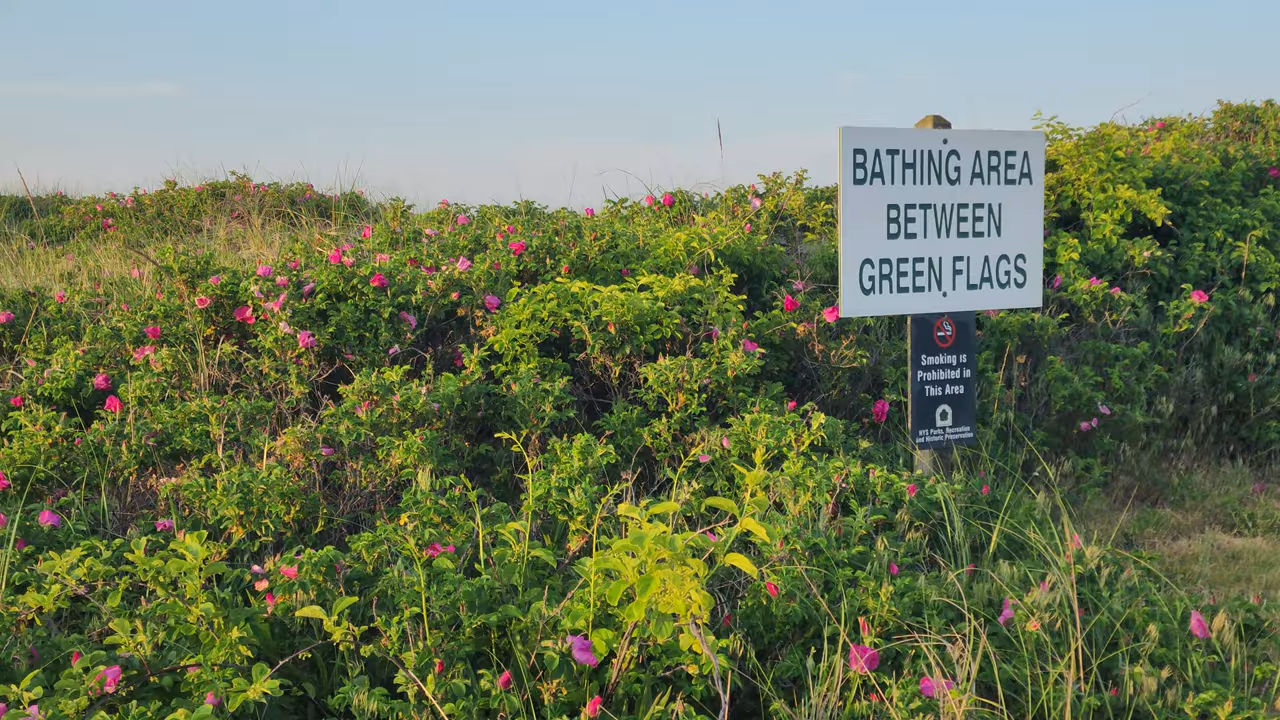 BATHING AREA
BETWEEN
GREEN FLAGS
Smoking is
Prohibited in
This Area
NYS Parks, Recreation
and Historic Preservation